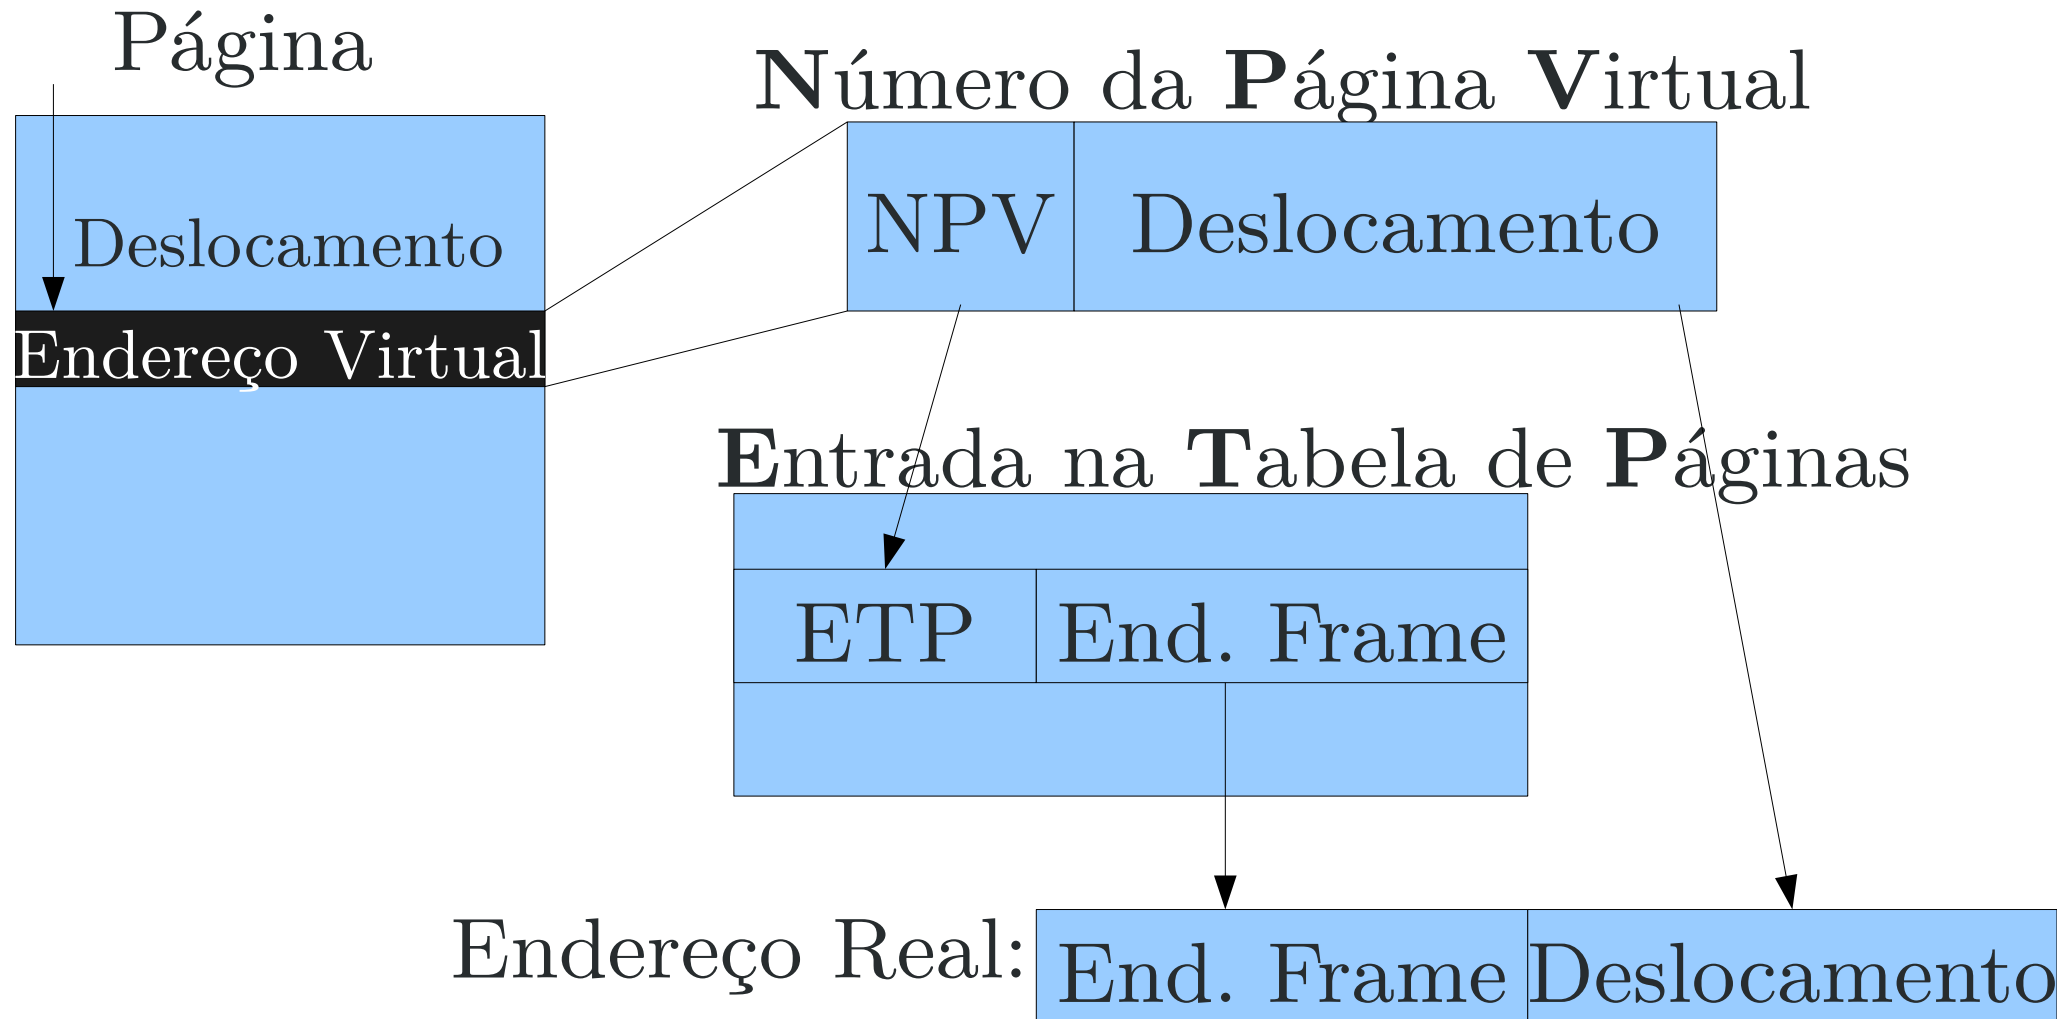 Página
Deslocamento
Endereço Virtual
Número da Página Virtual
NPV
Deslocamento
Entrada na Tabela de Páginas
ETP
End. Frame
Endereço Real:
End. Frame
Deslocamento